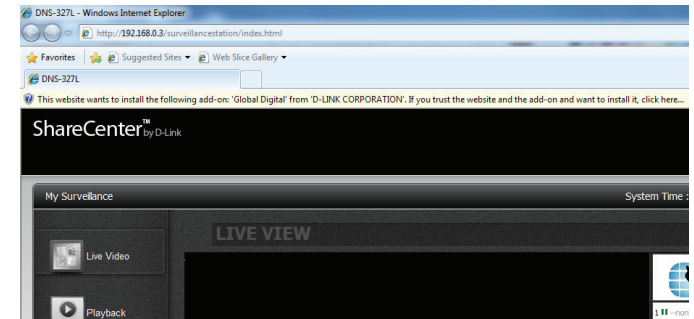 DNS-327L - Windows Internet Explorer
http://192.168.0.3/surveillancestation/index.html
Favorites Suggested Sites Web Slice Gallery
DNS-327L
This website wants to install the following add-on: 'Global Digital' from 'D-LINK CORPORATION'. If you trust the website and the add-on and want to install it, click here...
ShareCenter™ by D-Link
My Surveillance System Time :
LIVE VIEW
Live Video
Playback
1